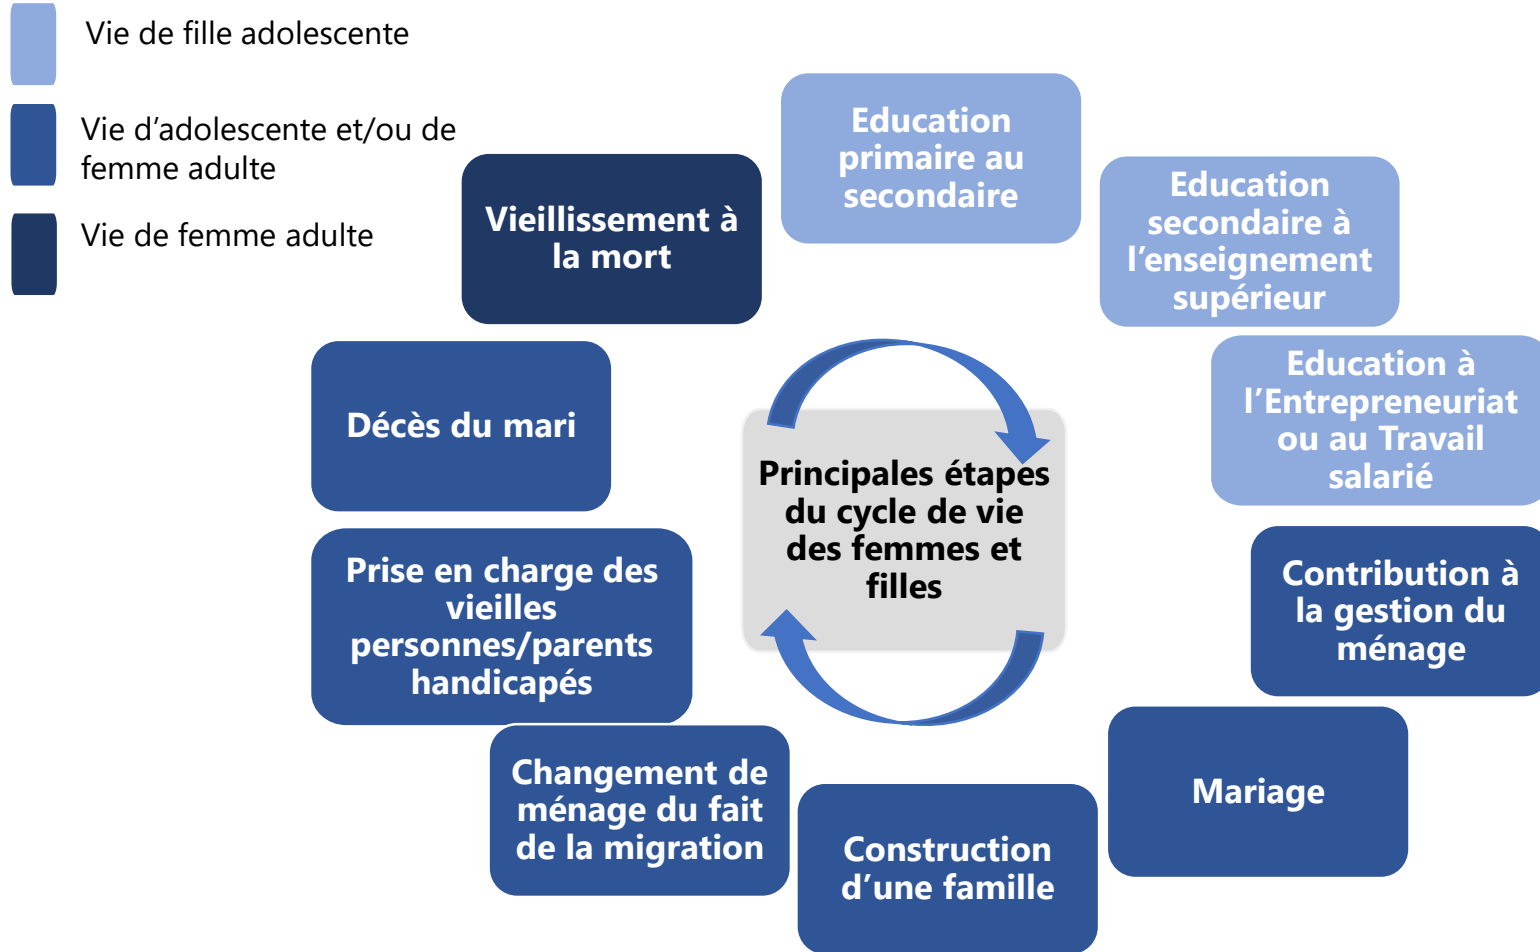 Vie de fille adolescente
Vie d’adolescente et/ou de
femme adulte
Vie de femme adulte
Education
primaire au
secondaire
Education
secondaire à
l’enseignement
supérieur
Education à
l’Entrepreneuriat
ou au Travail
salarié
Contribution à
la gestion du
ménage
Mariage
Construction
d’une famille
Changement de
ménage du fait
de la migration
Prise en charge des
vieilles
personnes/parents
handicapés
Décès du mari
Vieillissement à
la mort
Principales étapes
du cycle de vie
des femmes et
filles